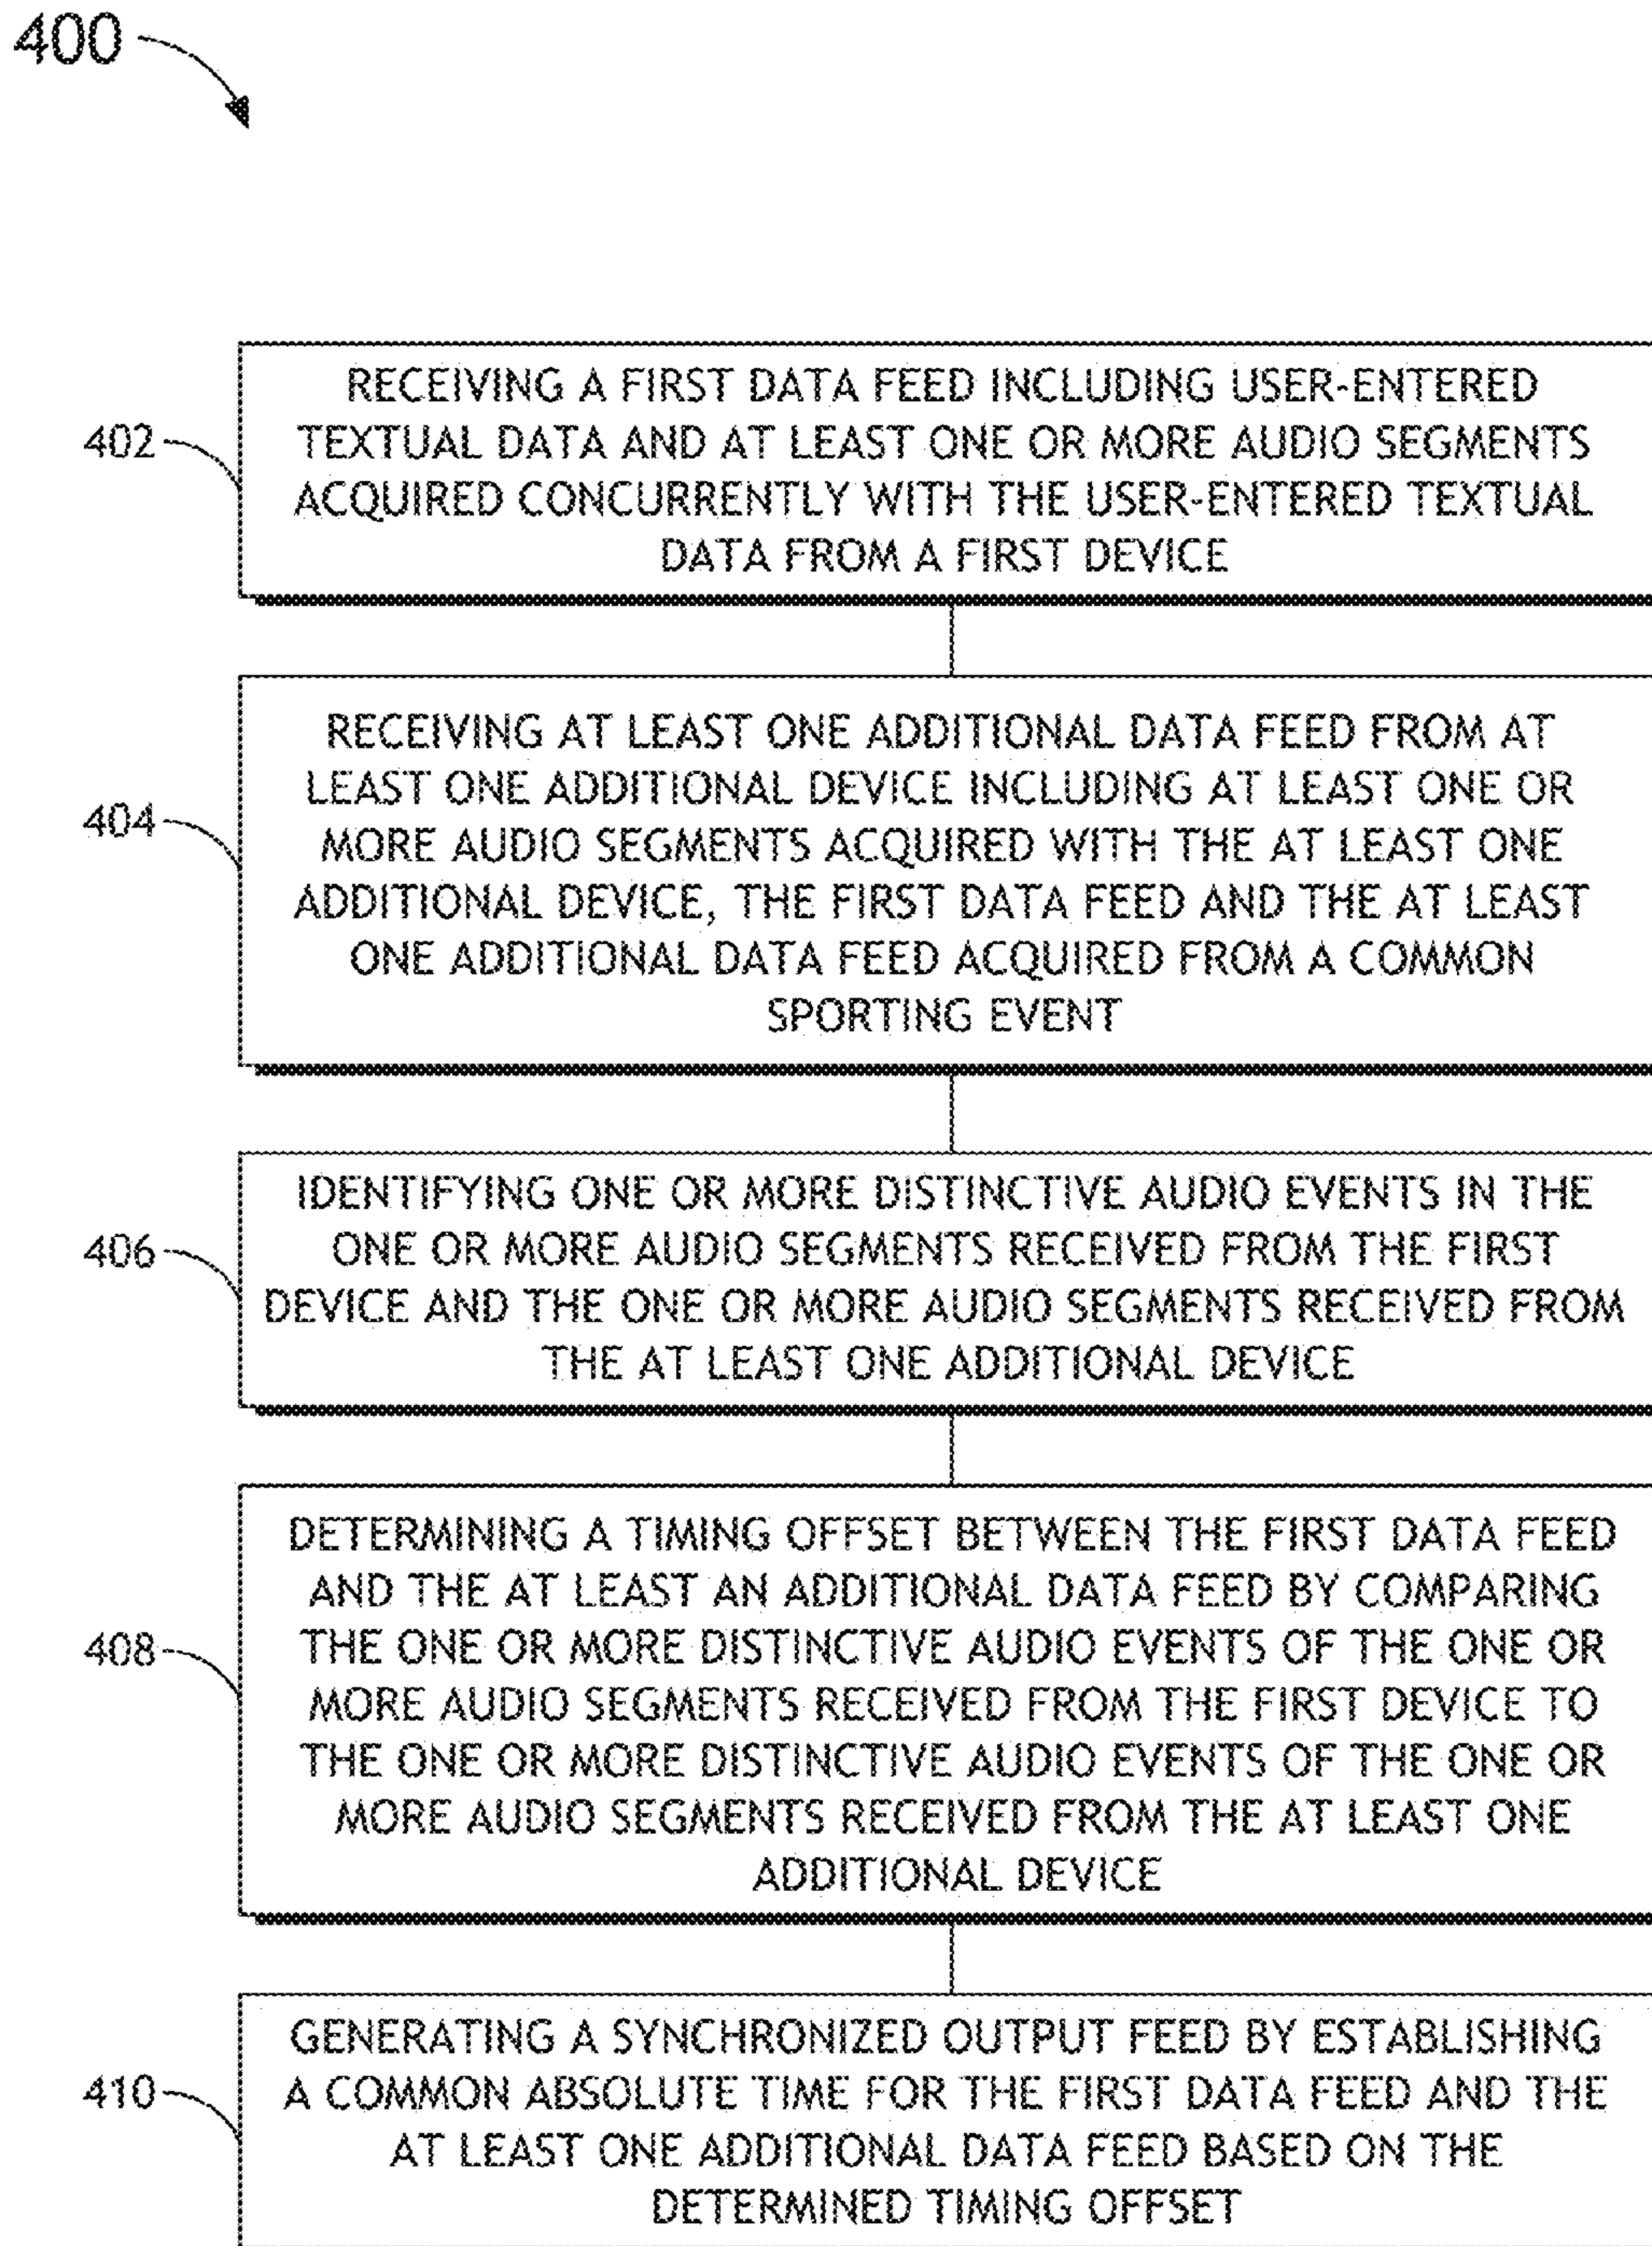 400
402
RECEIVING A FIRST DATA FEED INCLUDING USER-ENTERED
TEXTUAL DATA AND AT LEAST ONE OR MORE AUDIO SEGMENTS
ACQUIRED CONCURRENTLY WITH THE USER-ENTERED TEXTUAL
DATA FROM A FIRST DEVICE
404
RECEIVING AT LEAST ONE ADDITIONAL DATA FEED FROM AT
LEAST ONE ADDITIONAL DEVICE INCLUDING AT LEAST ONE OR
MORE AUDIO SEGMENTS ACQUIRED WITH THE AT LEAST ONE
ADDITIONAL DEVICE, THE FIRST DATA FEED AND THE AT LEAST
ONE ADDITIONAL DATA FEED ACQUIRED FROM A COMMON
SPORTING EVENT
406
IDENTIFYING ONE OR MORE DISTINCTIVE AUDIO EVENTS IN THE
ONE OR MORE AUDIO SEGMENTS RECEIVED FROM THE FIRST
DEVICE AND THE ONE OR MORE AUDIO SEGMENTS RECEIVED FROM
THE AT LEAST ONE ADDITIONAL DEVICE
408
DETERMINING A TIMING OFFSET BETWEEN THE FIRST DATA FEED
AND THE AT LEAST AN ADDITIONAL DATA FEED BY COMPARING
THE ONE OR MORE DISTINCTIVE AUDIO EVENTS OF THE ONE OR
MORE AUDIO SEGMENTS RECEIVED FROM THE FIRST DEVICE TO
THE ONE OR MORE DISTINCTIVE AUDIO EVENTS OF THE ONE OR
MORE AUDIO SEGMENTS RECEIVED FROM THE AT LEAST ONE
ADDITIONAL DEVICE
410
GENERATING A SYNCHRONIZED OUTPUT FEED BY ESTABLISHING
A COMMON ABSOLUTE TIME FOR THE FIRST DATA FEED AND THE
AT LEAST ONE ADDITIONAL DATA FEED BASED ON THE
DETERMINED TIMING OFFSET